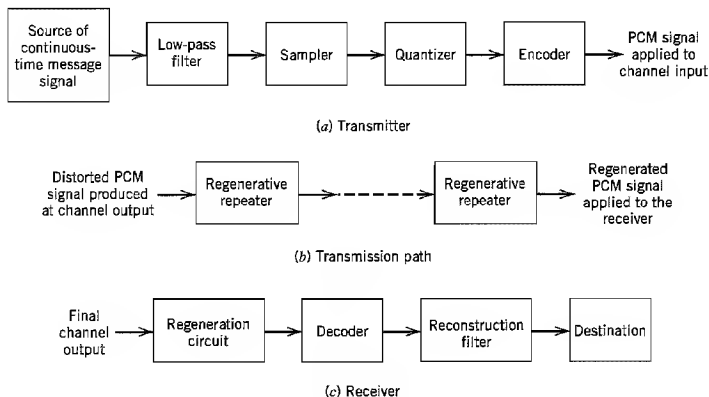 Source of
continuous-
time message
signal
Low-pass
filter
Sampler
Quantizer
Encoder
PCM signal
applied to
channel input
(a) Transmitter
Distorted PCM
signal produced
at channel output
Regenerative
repeater
Regenerative
repeater
Regenerated
PCM signal
applied to the
receiver
(b) Transmission path
Final
channel
output
Regeneration
circuit
Decoder
Reconstruction
filter
Destination
(c) Receiver